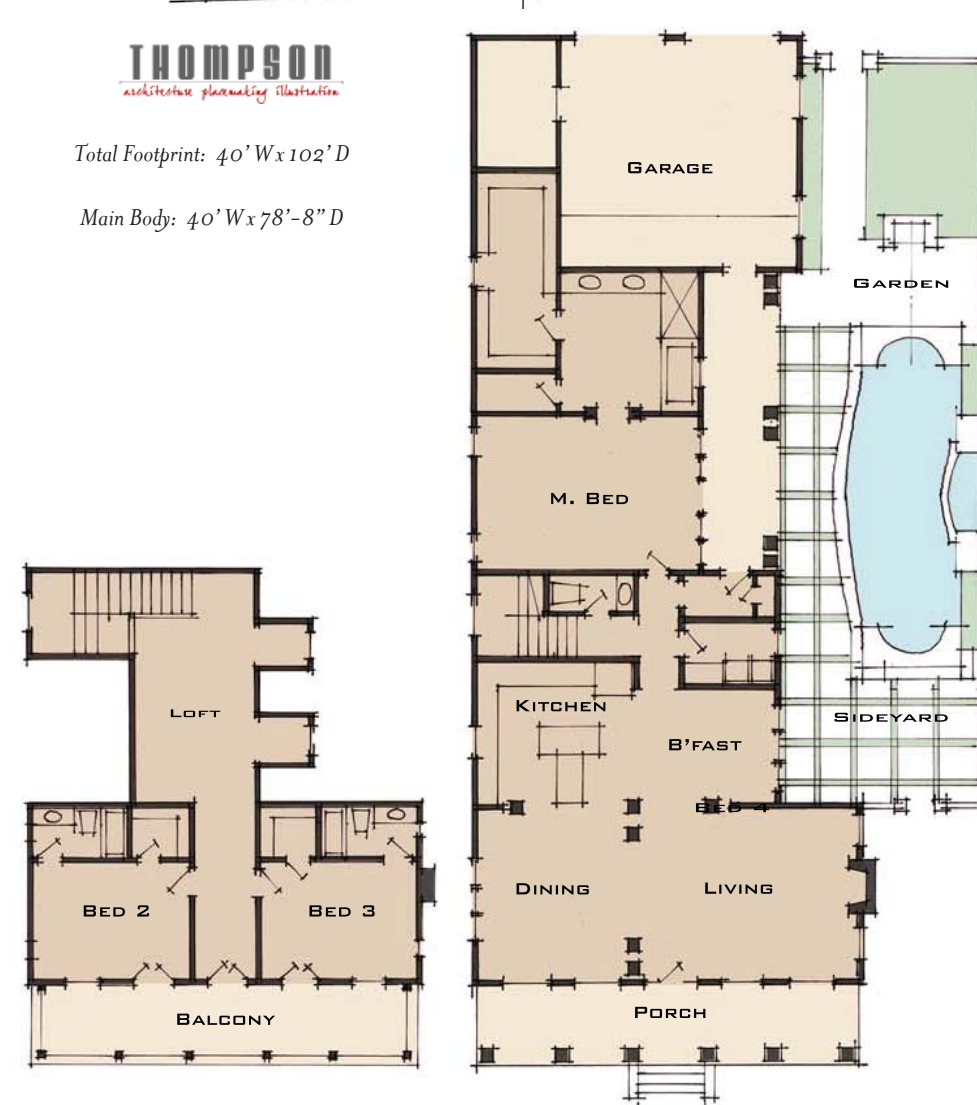 THOMPSON
architecture placemaking illustration
Total Footprint: 40' W x 102' D
Main Body: 40' W x 78'-8" D
GARAGE
GARDEN
M. BED
LOFT
KITCHEN
B'FAST
SIDEYARD
BED 4
BED 2
BED 3
DINING
LIVING
BALCONY
PORCH